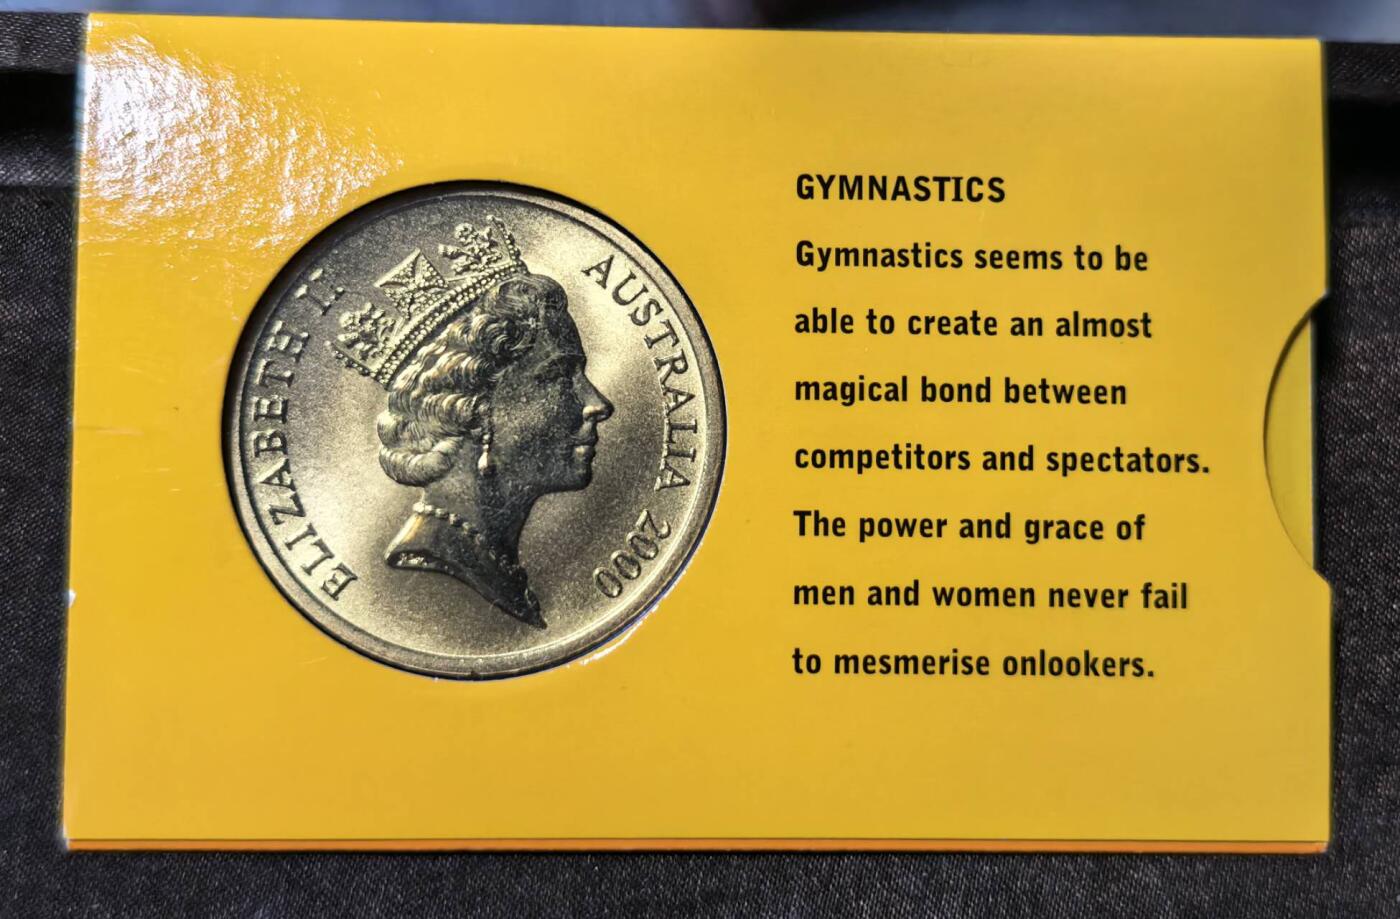 ELIZABETH II
AUSTRALIA 2000
GYMNASTICS
Gymnastics seems to be
able to create an almost
magical bond between
competitors and spectators.
The power and grace of
men and women never fail
to mesmerise onlookers.